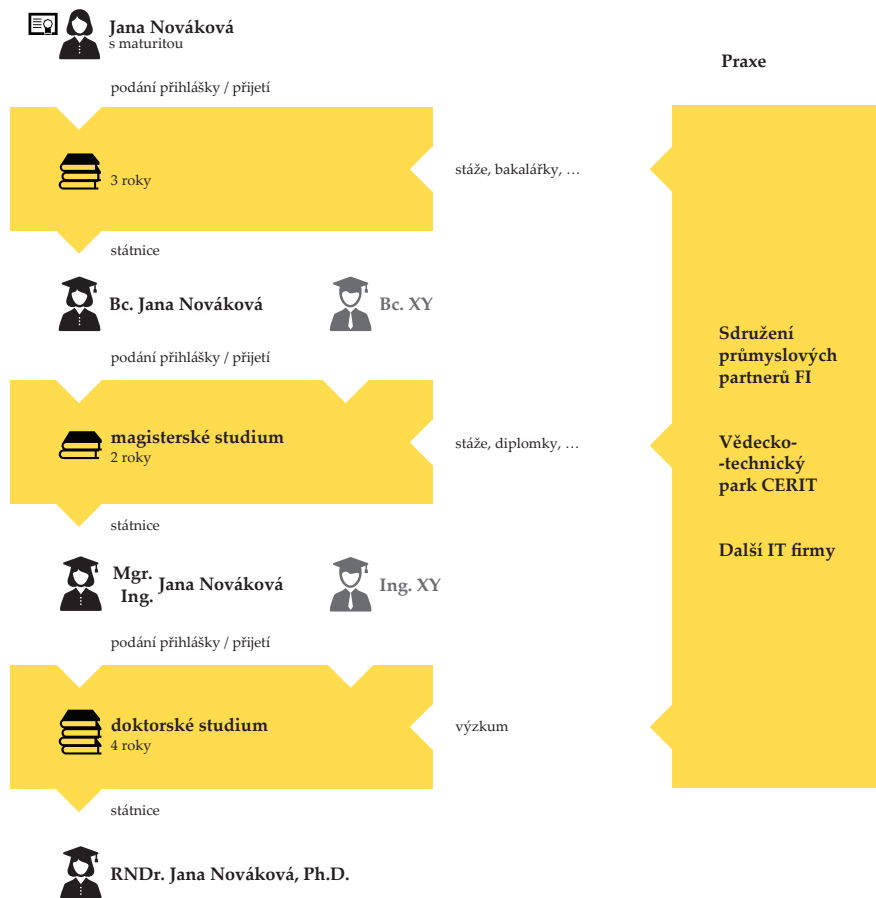 Jana Nováková
s maturitou
Praxe
podání přihlášky / přijetí
3 roky
stáže, bakalářky, …
státnice
Bc. Jana Nováková
Bc. XY
podání přihlášky / přijetí
Sdružení
průmyslových
partnerů FI
magisterské studium
2 roky
stáže, diplomky, …
Vědecko-
-technický
park CERIT
státnice
Další IT firmy
Mgr.
Ing.
Jana Nováková
Ing. XY
podání přihlášky / přijetí
doktorské studium
4 roky
výzkum
státnice
RNDr. Jana Nováková, Ph.D.